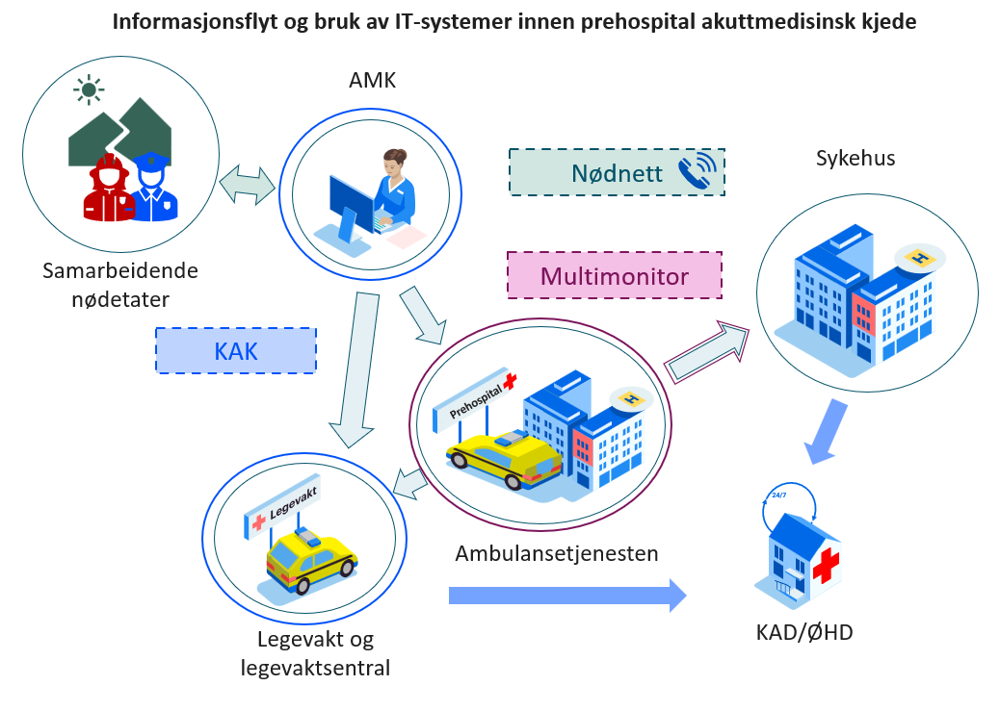 Informasjonsflyt og bruk av IT-systemer innen prehospital akuttmedisinsk kjede
AMK
Nødnett
Sykehus
Samarbeidende
nødetater
Multimonitor
KAK
H
Prehospital
H
Legevakt
24/7
Ambulansetjenesten
KAD/ØHD
Legevakt og
legevaktsentral